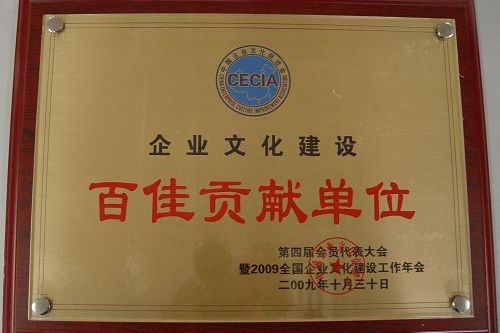 CECIA
企业文化建设
百佳贡献单位
第四届会员代表大会
暨2009全国企业文化建设工作年会
二00九年十月三十日